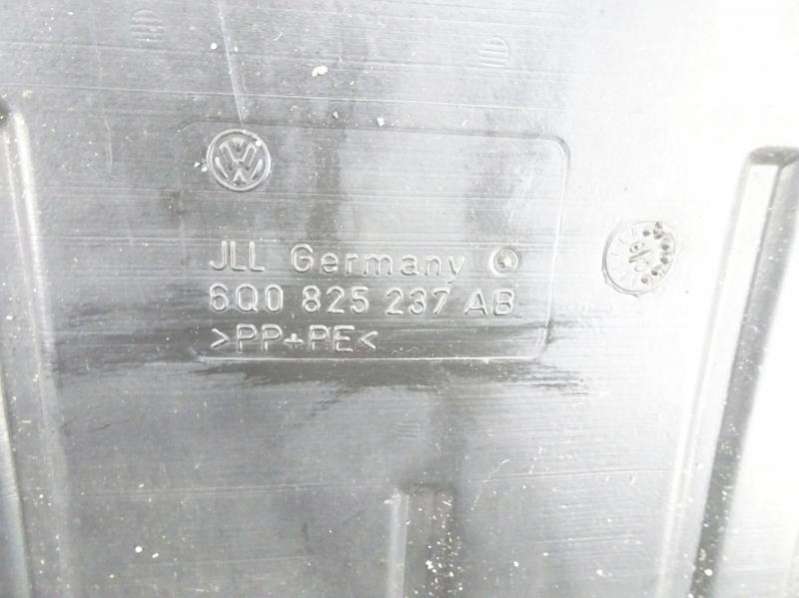 JLL Germany
6Q0 825 237 AB
>PP+PE<